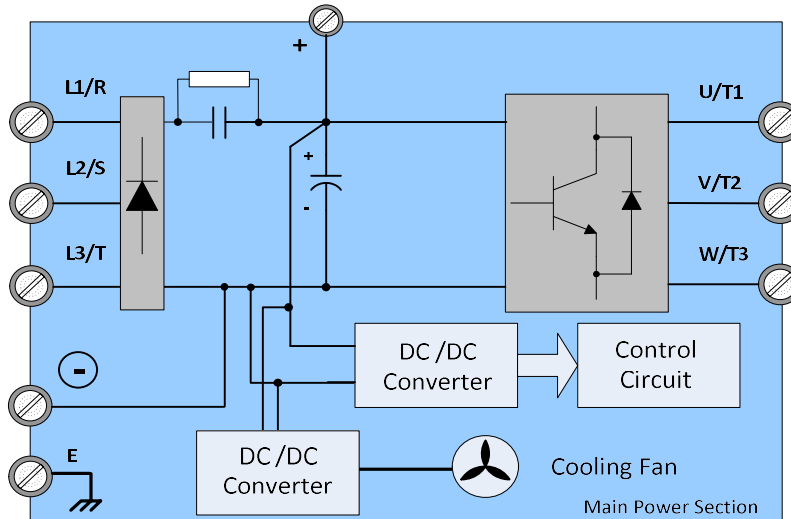 +
L1/R
U/T1
L2/S
+
-
V/T2
L3/T
W/T3
DC /DC
Converter
Control
Circuit
-
E
DC /DC
Converter
Cooling Fan
Main Power Section